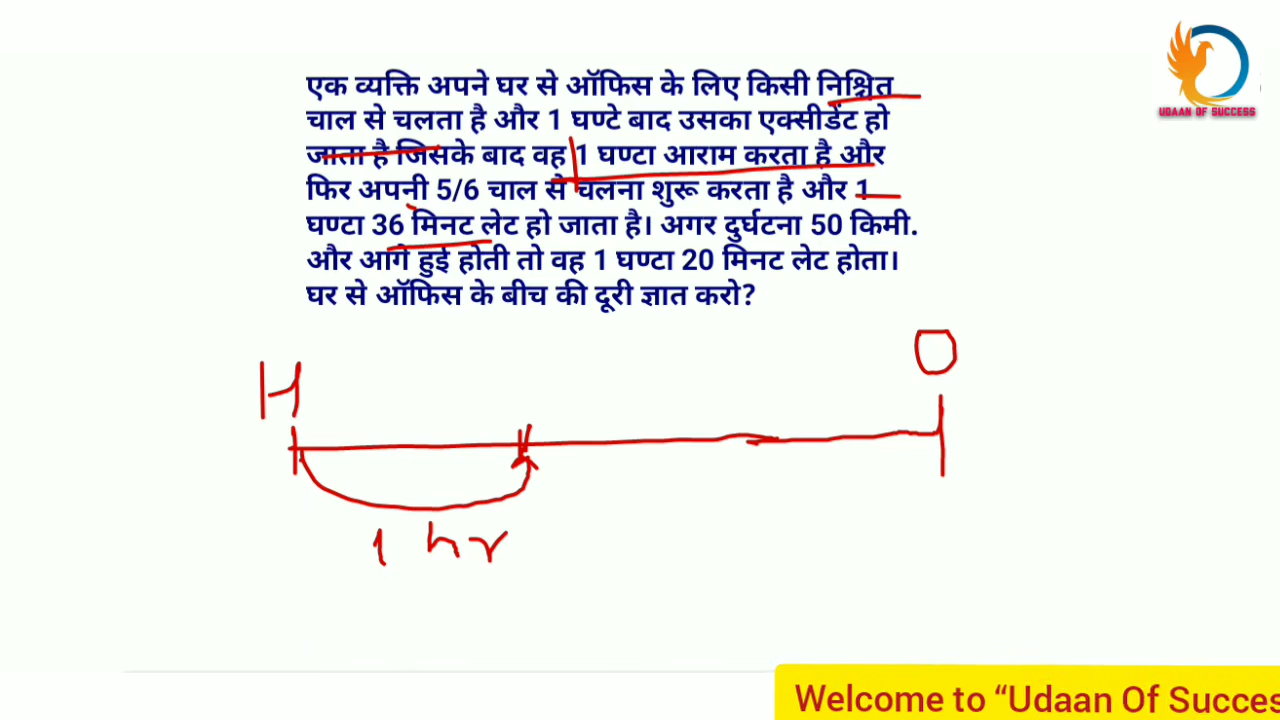 UDAAN OF SUCCESS
एक व्यक्ति अपने घर से ऑफिस के लिए किसी निश्चित
चाल से चलता है और 1 घण्टे बाद उसका एक्सीडेंट हो
जाता है जिसके बाद वह 1 घण्टा आराम करता है और
फिर अपनी 5/6 चाल से चलना शुरू करता है और 1
घण्टा 36 मिनट लेट हो जाता है। अगर दुर्घटना 50 किमी.
और आगे हुई होती तो वह 1 घण्टा 20 मिनट लेट होता।
घर से ऑफिस के बीच की दूरी ज्ञात करो?
H O
1 hr
Welcome to “Udaan Of Succes